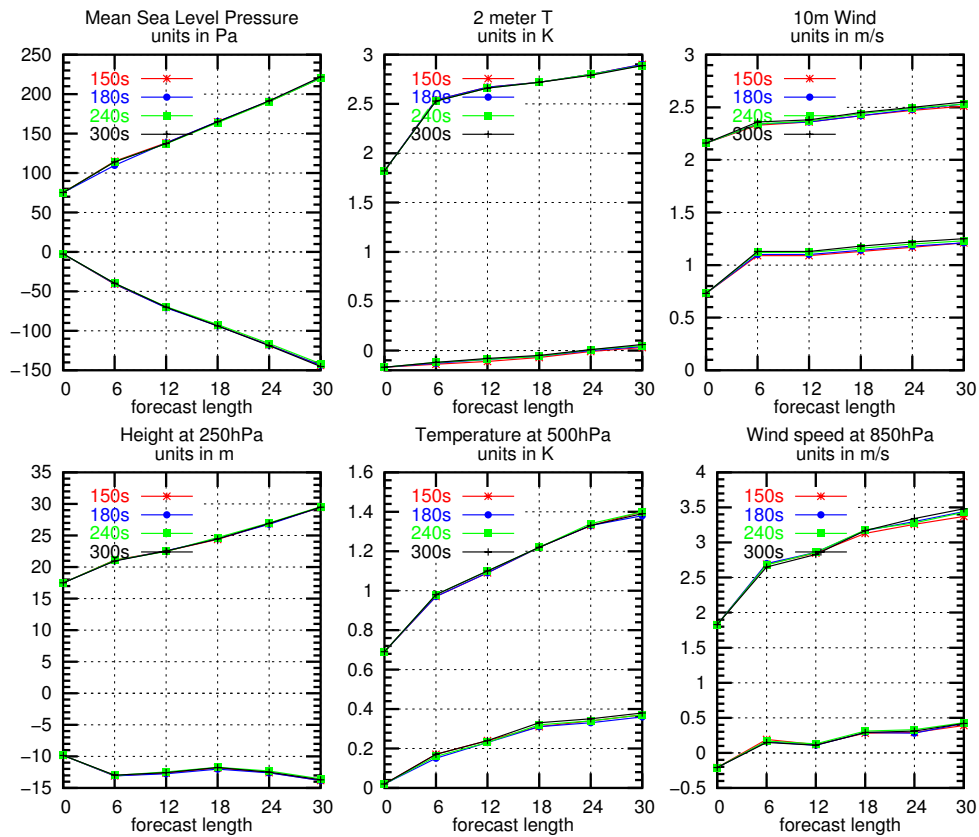 Mean Sea Level Pressure
units in Pa
250
200
150
100
50
0
−50
−100
−150
150s
180s
240s
300s
0 6 12 18 24 30
forecast length
2 meter T
units in K
3
2.5
2
1.5
1
0.5
0
150s
180s
240s
300s
0 6 12 18 24 30
forecast length
10m Wind
units in m/s
3
2.5
2
1.5
1
0.5
0
150s
180s
240s
300s
0 6 12 18 24 30
forecast length
Height at 250hPa
units in m
35
30
25
20
15
10
5
0
−5
−10
−15
150s
180s
240s
300s
0 6 12 18 24 30
forecast length
Temperature at 500hPa
units in K
1.6
1.4
1.2
1
0.8
0.6
0.4
0.2
0
150s
180s
240s
300s
0 6 12 18 24 30
forecast length
Wind speed at 850hPa
units in m/s
4
3.5
3
2.5
2
1.5
1
0.5
0
−0.5
150s
180s
240s
300s
0 6 12 18 24 30
forecast length